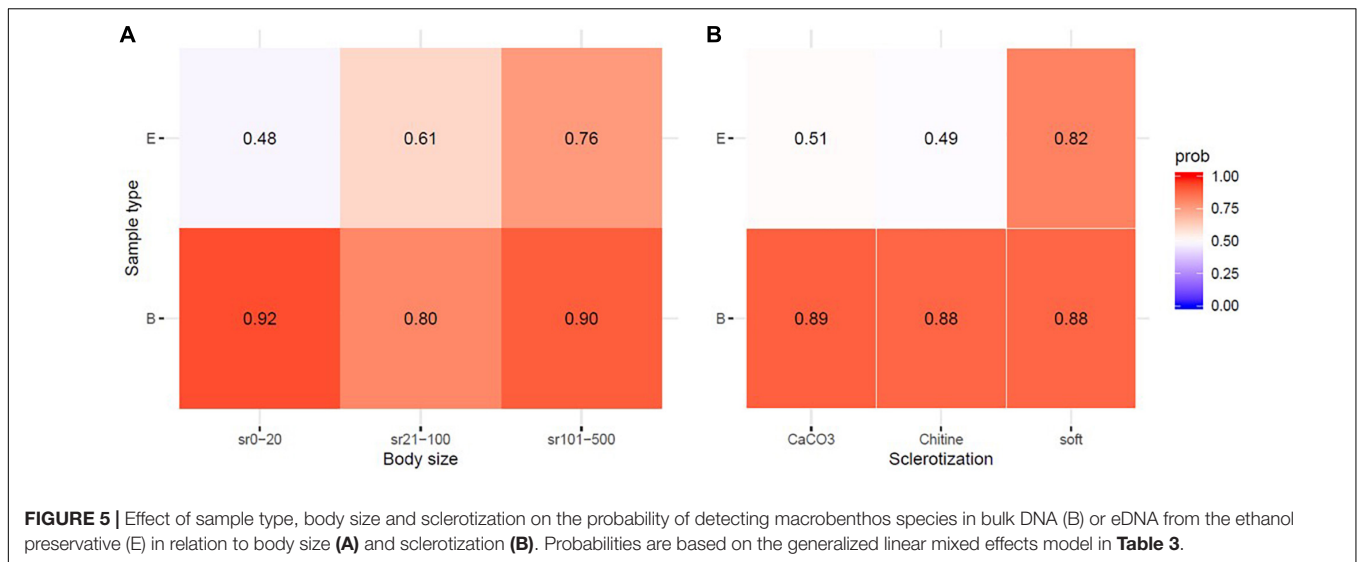 A
B
Sample type
E
0.48
0.61
0.76
B
0.92
0.80
0.90
sr0-20
sr21-100
sr101-500
Body size
E
0.51
0.49
0.82
B
0.89
0.88
0.88
CaCO3
Chitine
soft
Sclerotization
prob
1.00
0.75
0.50
0.25
0.00
FIGURE 5 | Effect of sample type, body size and sclerotization on the probability of detecting macrobenthos species in bulk DNA (B) or eDNA from the ethanol
preservative (E) in relation to body size (A) and sclerotization (B). Probabilities are based on the generalized linear mixed effects model in Table 3.